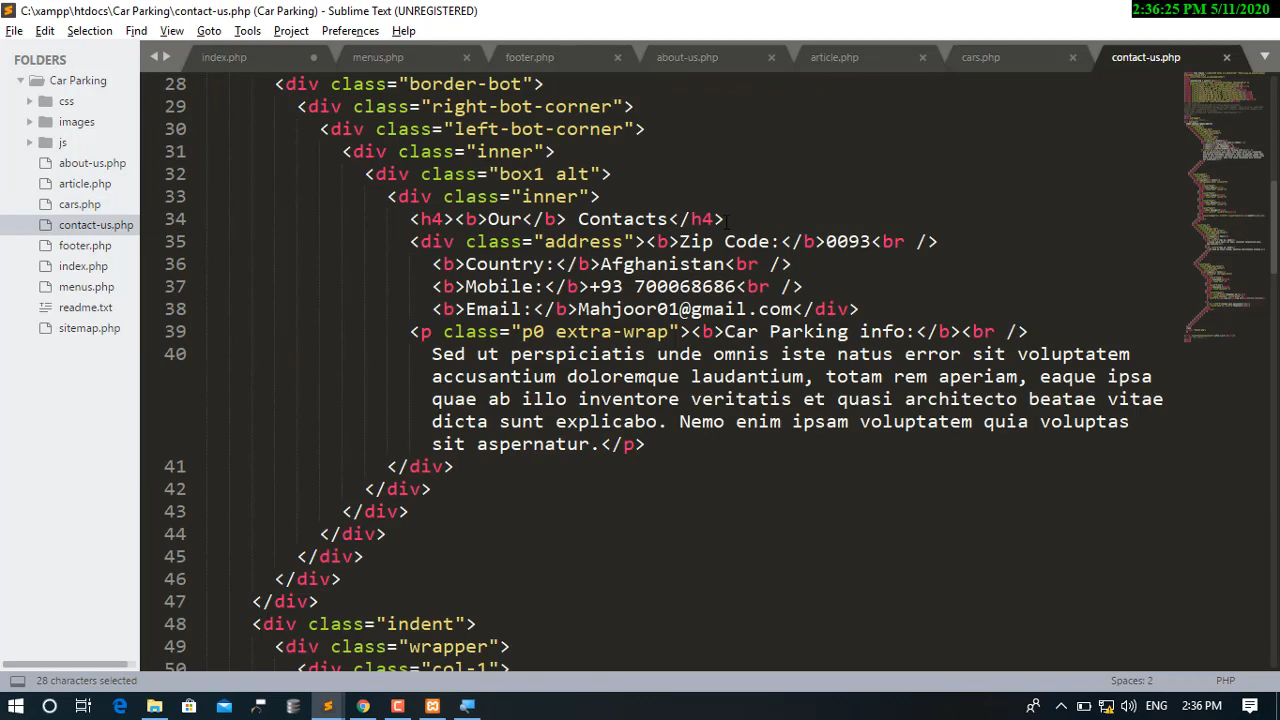 C:\xampp\htdocs\Car Parking\contact-us.php (Car Parking) - Sublime Text (UNREGISTERED)
2:36:25 PM 5/11/2020
File Edit Selection Find View Goto Tools Project Preferences Help
FOLDERS
Car Parking
css
images
js
about-us.php
article.php
cars.php
contact-us.php
footer.php
index.php
menus.php
readme.txt
sitemap.php
index.php menus.php footer.php about-us.php article.php cars.php contact-us.php
28 <div class="border-bot">
29 <div class="right-bot-corner">
30 <div class="left-bot-corner">
31 <div class="inner">
32 <div class="box1 alt">
33 <div class="inner">
34 <h4><b>Our</b> Contacts</h4>
35 <div class="address"><b>Zip Code:</b>0093<br />
36 <b>Country:</b>Afghanistan<br />
37 <b>Mobile:</b>+93 700068686<br />
38 <b>Email:</b>Mahjoor01@gmail.com</div>
39 <p class="p0 extra-wrap"><b>Car Parking info:</b><br />
40 Sed ut perspiciatis unde omnis iste natus error sit voluptatem
accusantium doloremque laudantium, totam rem aperiam, eaque ipsa
quae ab illo inventore veritatis et quasi architecto beatae vitae
dicta sunt explicabo. Nemo enim ipsam voluptatem quia voluptas
sit aspernatur.</p>
41 </div>
42 </div>
43 </div>
44 </div>
45 </div>
46 </div>
47 </div>
48 <div class="indent">
49 <div class="wrapper">
50 <div class="col-1">
28 characters selected
Spaces: 2
PHP
ENG
2:36 PM